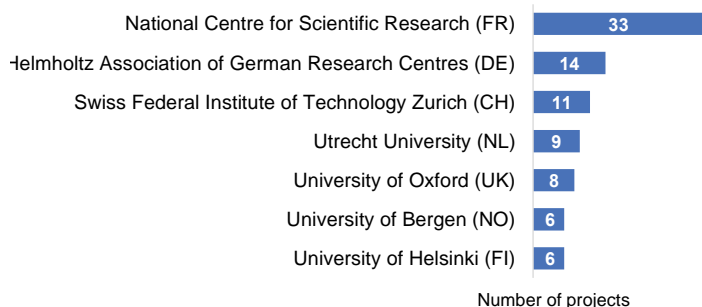 National Centre for Scientific Research (FR) 33
Helmholtz Association of German Research Centres (DE) 14
Swiss Federal Institute of Technology Zurich (CH) 11
Utrecht University (NL) 9
University of Oxford (UK) 8
University of Bergen (NO) 6
University of Helsinki (FI) 6
Number of projects